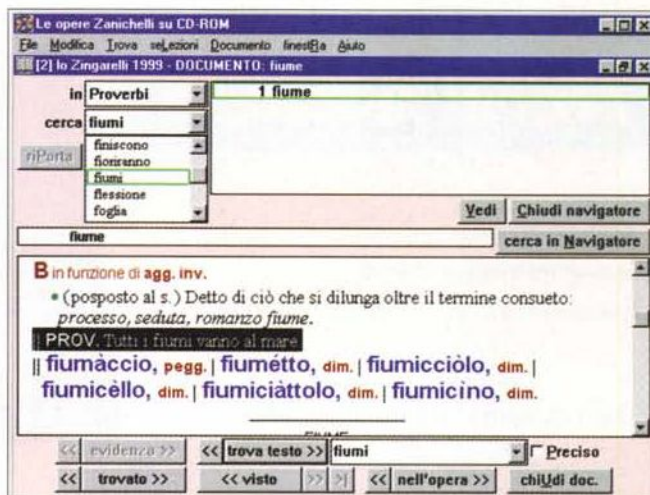 Le opere Zanichelli su CD-ROM
File Modifica Trova seLezioni Documento finestRa Aiuto
[2] lo Zingarelli 1999 - DOCUMENTO: fiume
in Proverbi
1 fiume
cerca fiumi
riPorta
finiscono
fioriranno
fiumi
flessione
foglia
Vedi Chiudi navigatore
fiume
cerca in Navigatore
B in funzione di agg. inv.
• (posposto al s.) Detto di ciò che si dilunga oltre il termine consueto:
processo, seduta, romanzo fiume.
|| PROV. Tutti i fiumi vanno al mare
|| fiumàccio, pegg. | fiumétto, dim. | fiumicciòlo, dim. |
fiumicèllo, dim. | fiumiciàttolo, dim. | fiumicìno, dim.
FIUME
<< evidenza >> << trova testo >> fiumi Preciso
<< trovato >> << visto >> >| << nell'opera >> chiUdi doc.